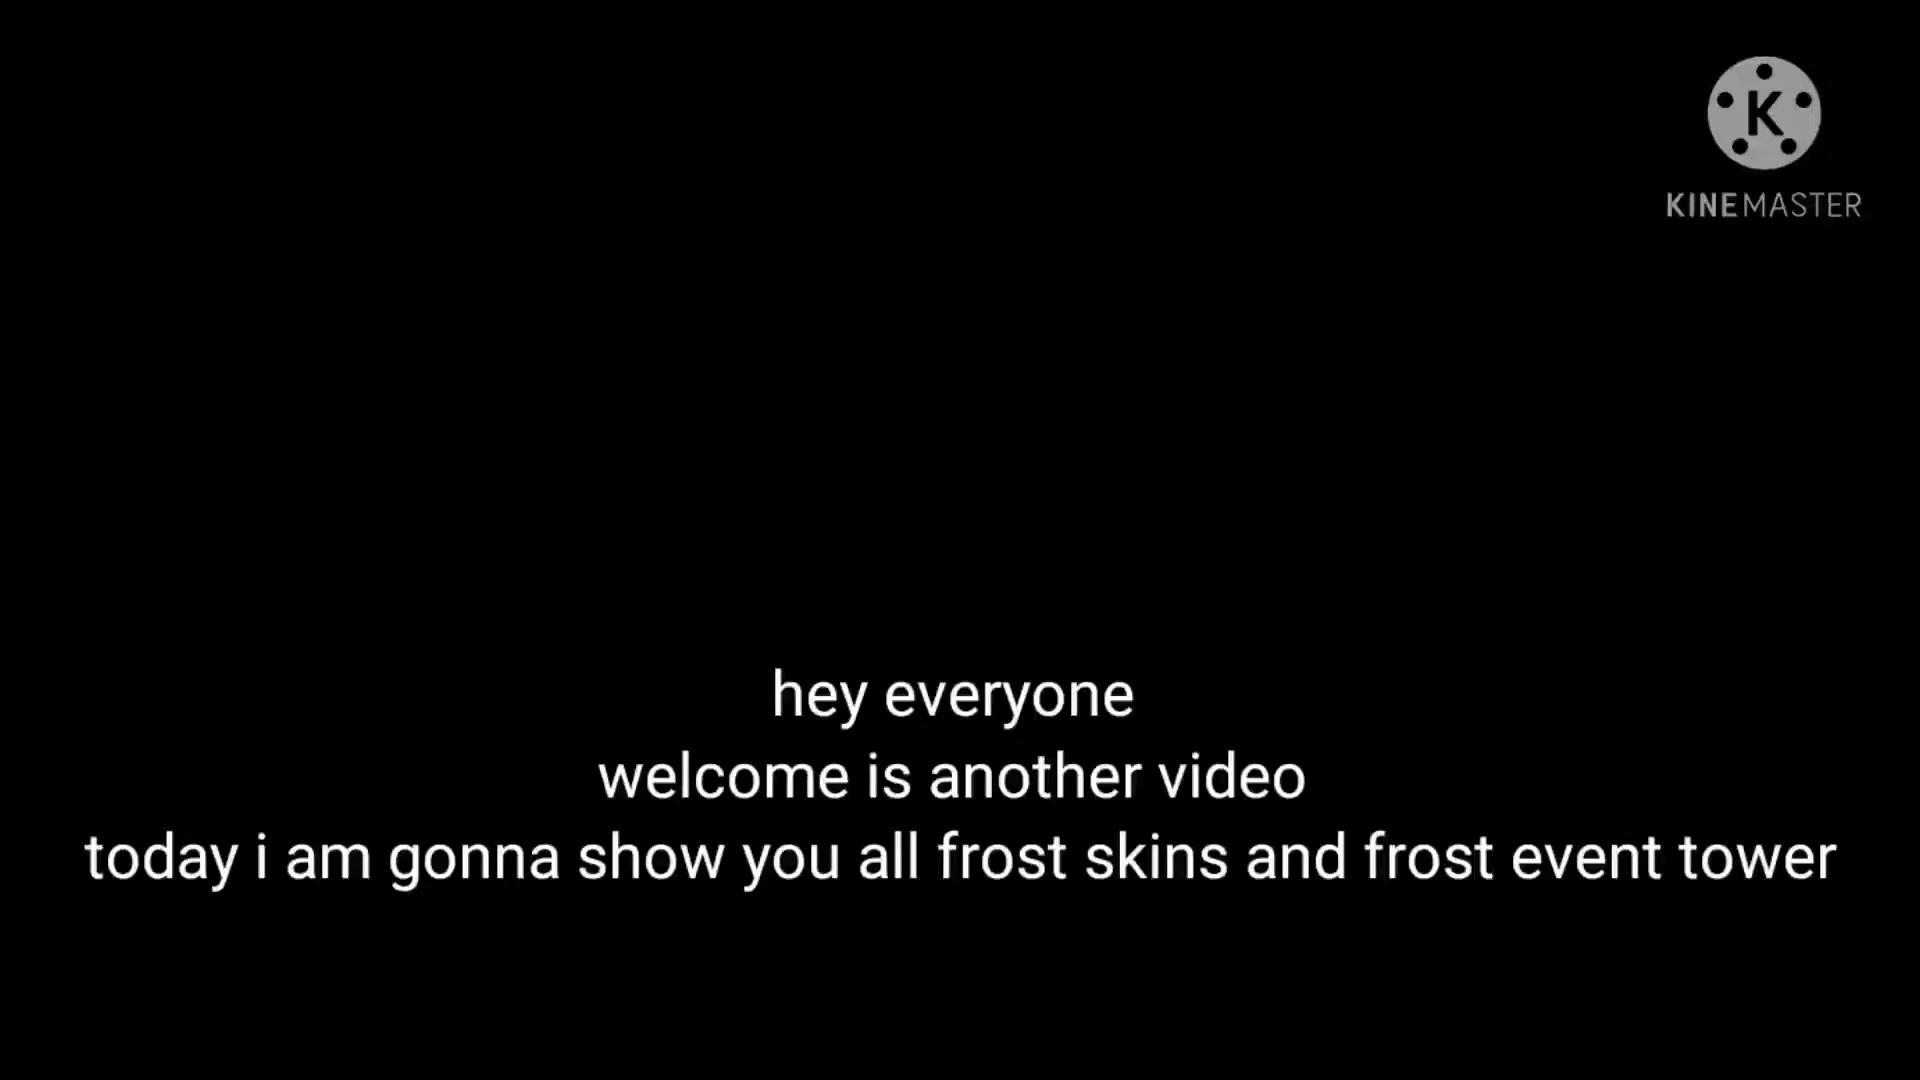 K
KINEMASTER
hey everyone
welcome is another video
today i am gonna show you all frost skins and frost event tower